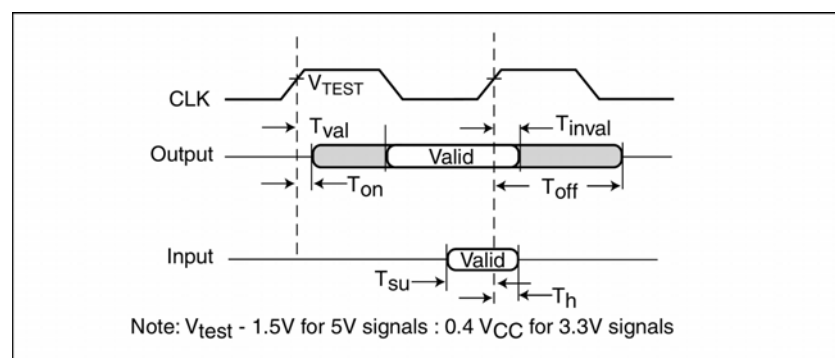 CLK
VTEST
Tval
Tinval
Output
Valid
Ton
Toff
Input
Valid
Tsu
Th
Note: Vtest - 1.5V for 5V signals : 0.4 VCC for 3.3V signals